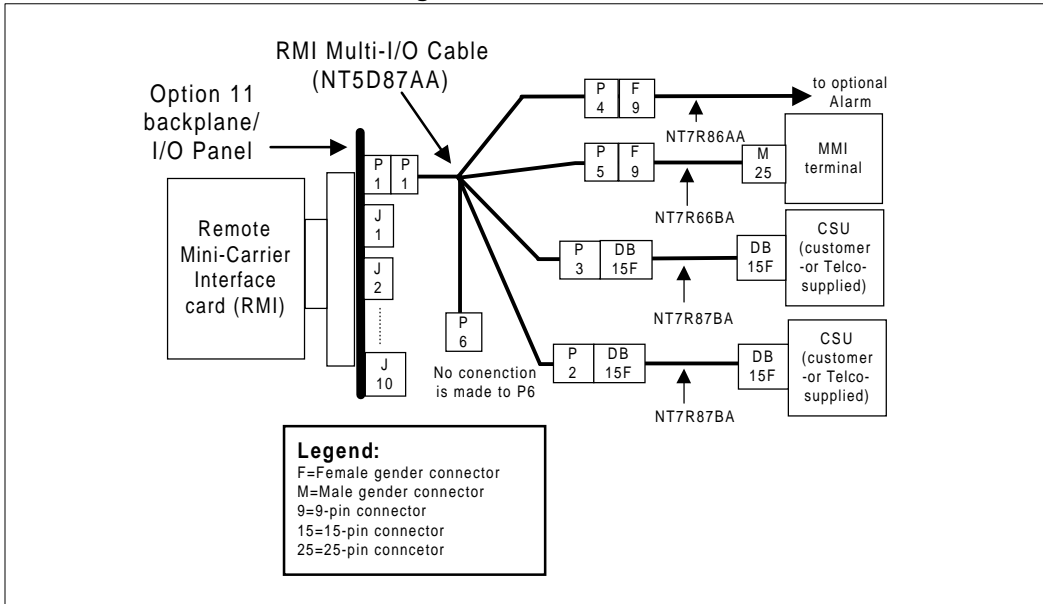 RMI Multi-I/O Cable
(NT5D87AA)
Option 11
backplane/
I/O Panel
Remote
Mini-Carrier
Interface
card (RMI)
P
1
P
1
J
1
J
2
J
10
P
6
No conection
is made to P6
P
4
F
9
NT7R86AA
to optional
Alarm
P
5
F
9
NT7R66BA
M
25
MMI
terminal
P
3
DB
15F
NT7R87BA
DB
15F
CSU
(customer
-or Telco-
supplied)
P
2
DB
15F
NT7R87BA
DB
15F
CSU
(customer
-or Telco-
supplied)
Legend:
F=Female gender connector
M=Male gender connector
9=9-pin connector
15=15-pin connector
25=25-pin conncetor